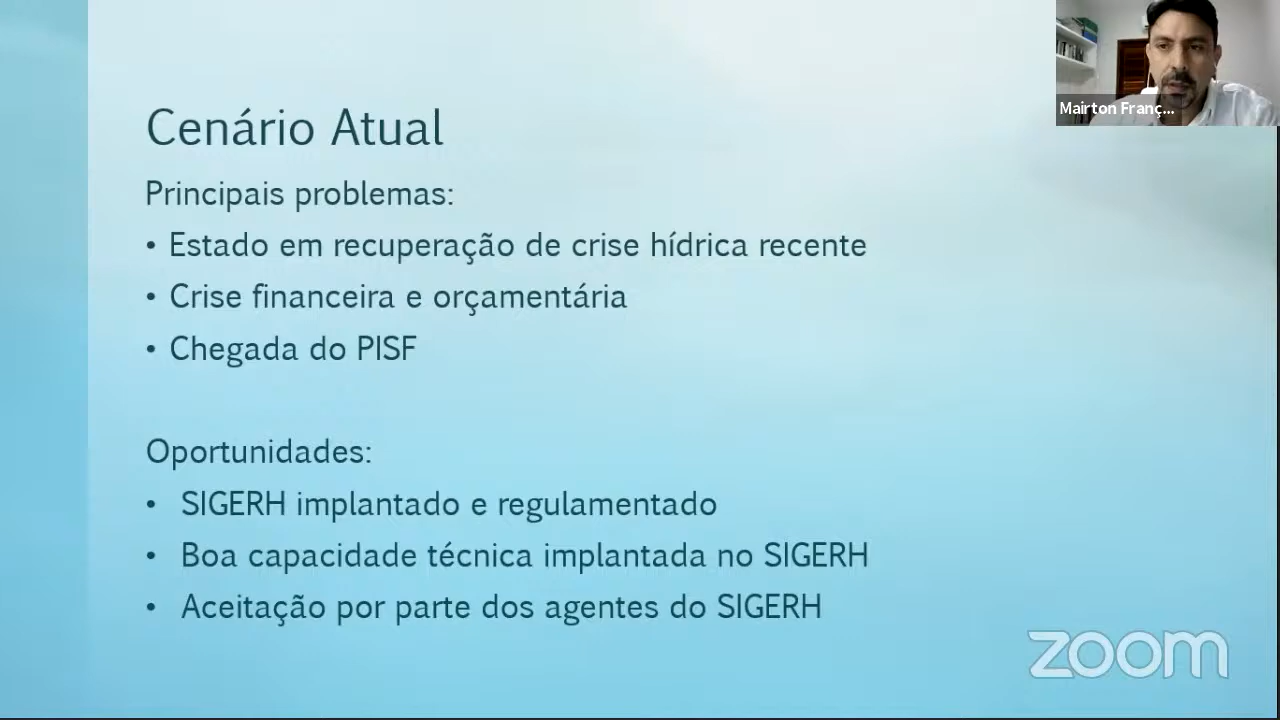 Cenário Atual
Principais problemas:
• Estado em recuperação de crise hídrica recente
• Crise financeira e orçamentária
• Chegada do PISF
Oportunidades:
• SIGERH implantado e regulamentado
• Boa capacidade técnica implantada no SIGERH
• Aceitação por parte dos agentes do SIGERH
Mairton Franç...
zoom